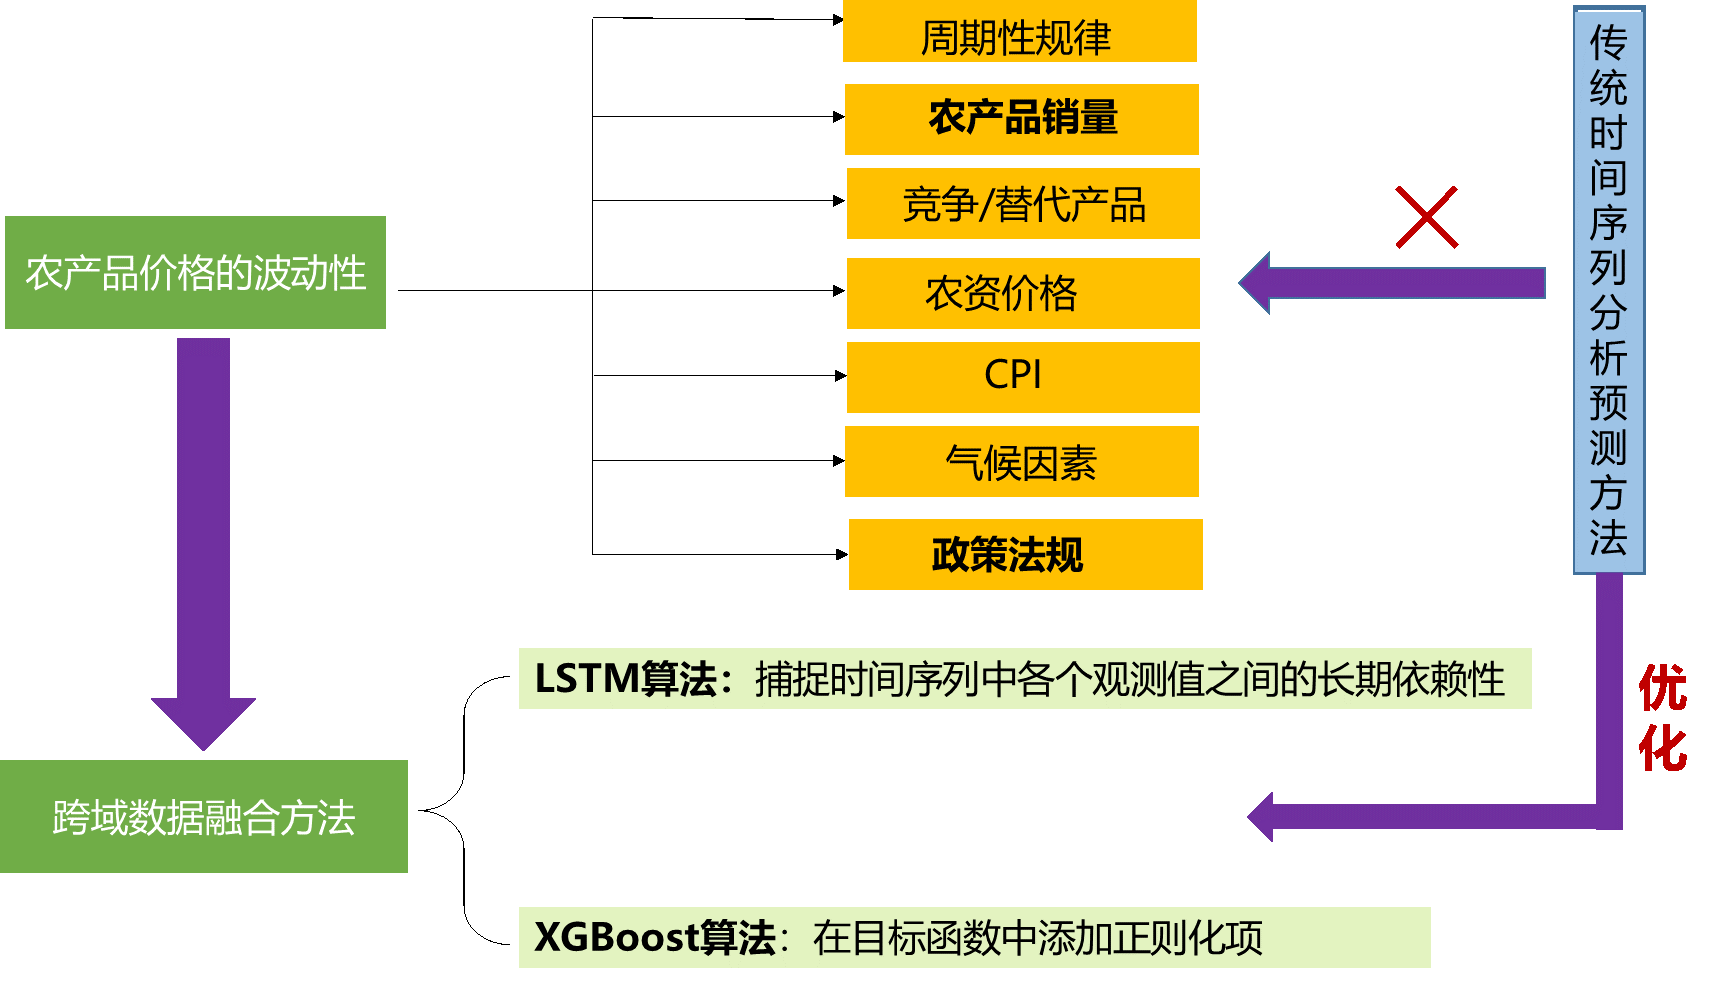 农产品价格的波动性
周期性规律
农产品销量
竞争/替代产品
农资价格
CPI
气候因素
政策法规
传统时间序列分析预测方法
优化
跨域数据融合方法
LSTM算法：捕捉时间序列中各个观测值之间的长期依赖性
XGBoost算法：在目标函数中添加正则化项